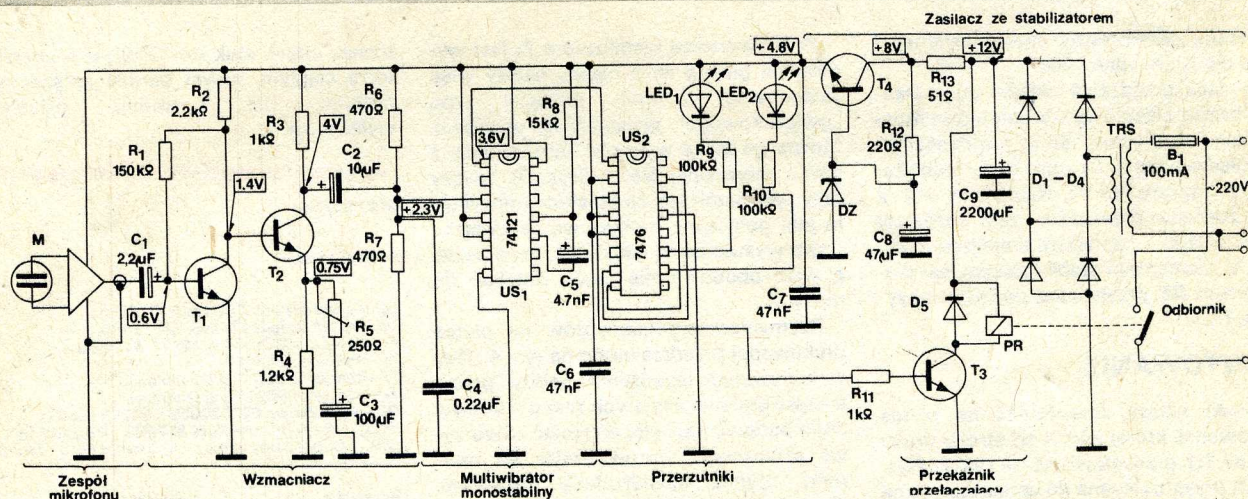 Zasilacz ze stabilizatorem
+4.8V
+8V
+12V
R13
51Ω
T4
R2
2.2kΩ
R3
1kΩ
4V
R6
470Ω
C2
10µF
R1
150kΩ
1.4V
+2.3V
R7
470Ω
T2
0.75V
R5
250Ω
R4
1.2kΩ
C3
100µF
M
C1
2,2µF
0.6V
T1
C4
0.22µF
3,6V
R8
15kΩ
74121
US1
C5
4.7nF
US2
7476
C6
47nF
LED1
LED2
R9
100kΩ
R10
100kΩ
C7
47nF
DZ
R12
220Ω
C8
47µF
C9
2200µF
D1–D4
TRS
B1
100mA
~220V
D5
PR
Odbiornik
T3
R11
1kΩ
Zespół
mikrofonu
Wzmacniacz
Multiwibrator
monostabilny
Przerzutniki
Przekaźnik
przełączający